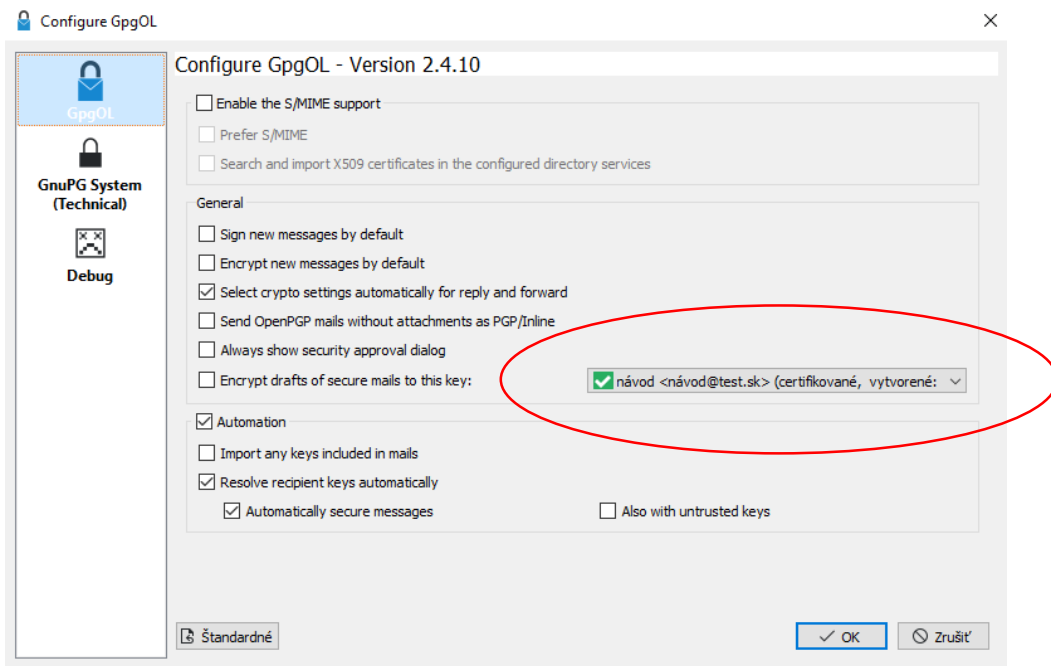 Configure GpgOL
GpgOL
GnuPG System
(Technical)
Debug
Configure GpgOL - Version 2.4.10
Enable the S/MIME support
Prefer S/MIME
Search and import X509 certificates in the configured directory services
General
Sign new messages by default
Encrypt new messages by default
Select crypto settings automatically for reply and forward
Send OpenPGP mails without attachments as PGP/Inline
Always show security approval dialog
Encrypt drafts of secure mails to this key: návod <návod@test.sk> (certifikované, vytvorené:
Automation
Import any keys included in mails
Resolve recipient keys automatically
Automatically secure messages Also with untrusted keys
Štandardné OK Zrušiť